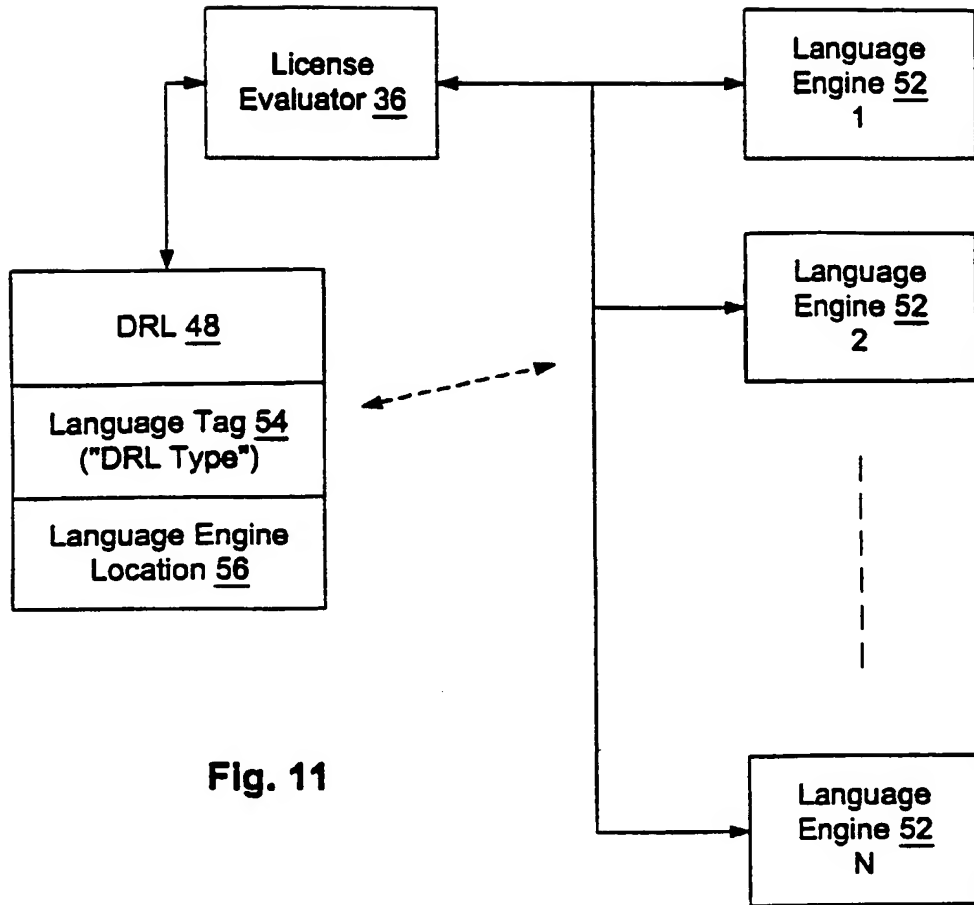 License
Evaluator 36
Language
Engine 52
1
Language
Engine 52
2
DRL 48
Language Tag 54
("DRL Type")
Language Engine
Location 56
Fig. 11
Language
Engine 52
N